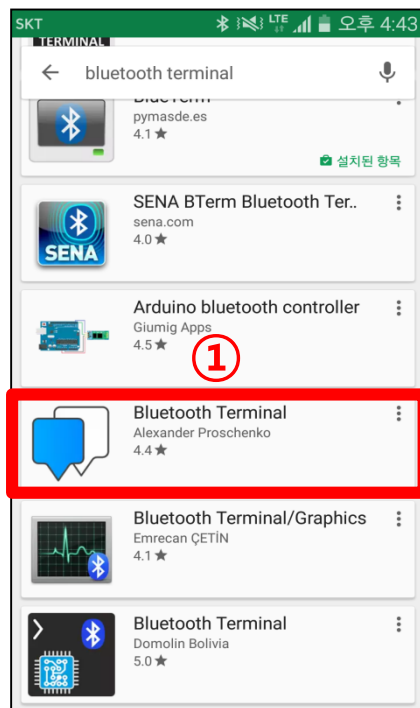 SKT LTE 오후 4:43
TERMINAL
bluetooth terminal
BlueTerm
pymasde.es
4.1★
설치된 항목
SENA BTerm Bluetooth Ter..
sena.com
4.0★
SENA
Arduino bluetooth controller
Giumig Apps
4.5★
①
Bluetooth Terminal
Alexander Proschenko
4.4★
Bluetooth Terminal/Graphics
Emrecan ÇETİN
4.1★
Bluetooth Terminal
Domolin Bolivia
5.0★